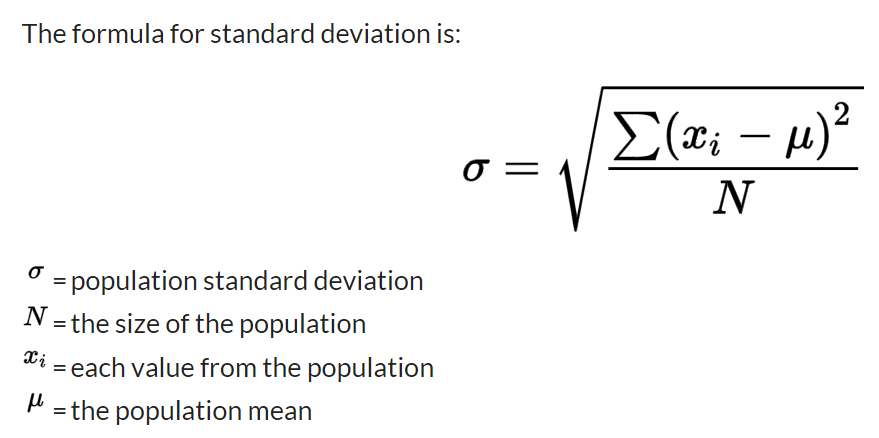 The formula for standard deviation is:
σ = √(∑(xᵢ − μ)² / N)
σ = population standard deviation
N = the size of the population
xᵢ = each value from the population
μ = the population mean